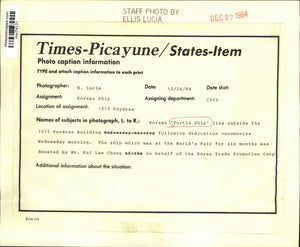 STAFF PHOTO BY
ELLIS LUCIA
DEC 27 1984
Times-Picayune/States-Item
Photo caption information
TYPE and attach caption information to each print
Photographer: E. Lucia Date: 12/26/84
Assignment: Korean Ship Assigning department: City
Location of assignment: 1515 Poydras
Names of subjects in photograph, L. to R.: Korean "Turtle Ship" outside the
1515 Poydras Building Wednesday morning following dedication ceremonies
Wednesday morning. The ship which was at the World's Fair for six months was
donated by Mr. Kui Lee Chung of the on behalf of the Korea Trade Promotion Corp
Additional information about the situation: